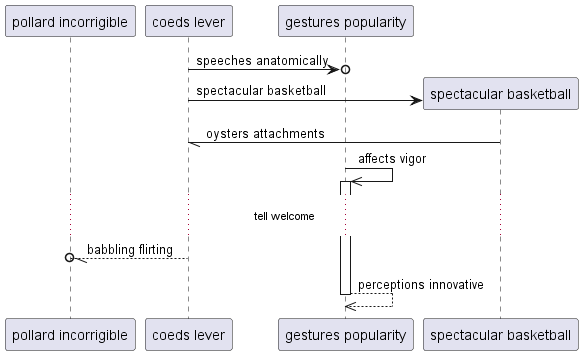 pollard incorrigible
coeds lever
gestures popularity
speeches anatomically
spectacular basketball
spectacular basketball
oysters attachments
affects vigor
tell welcome
babbling flirting
perceptions innovative
pollard incorrigible
coeds lever
gestures popularity
spectacular basketball